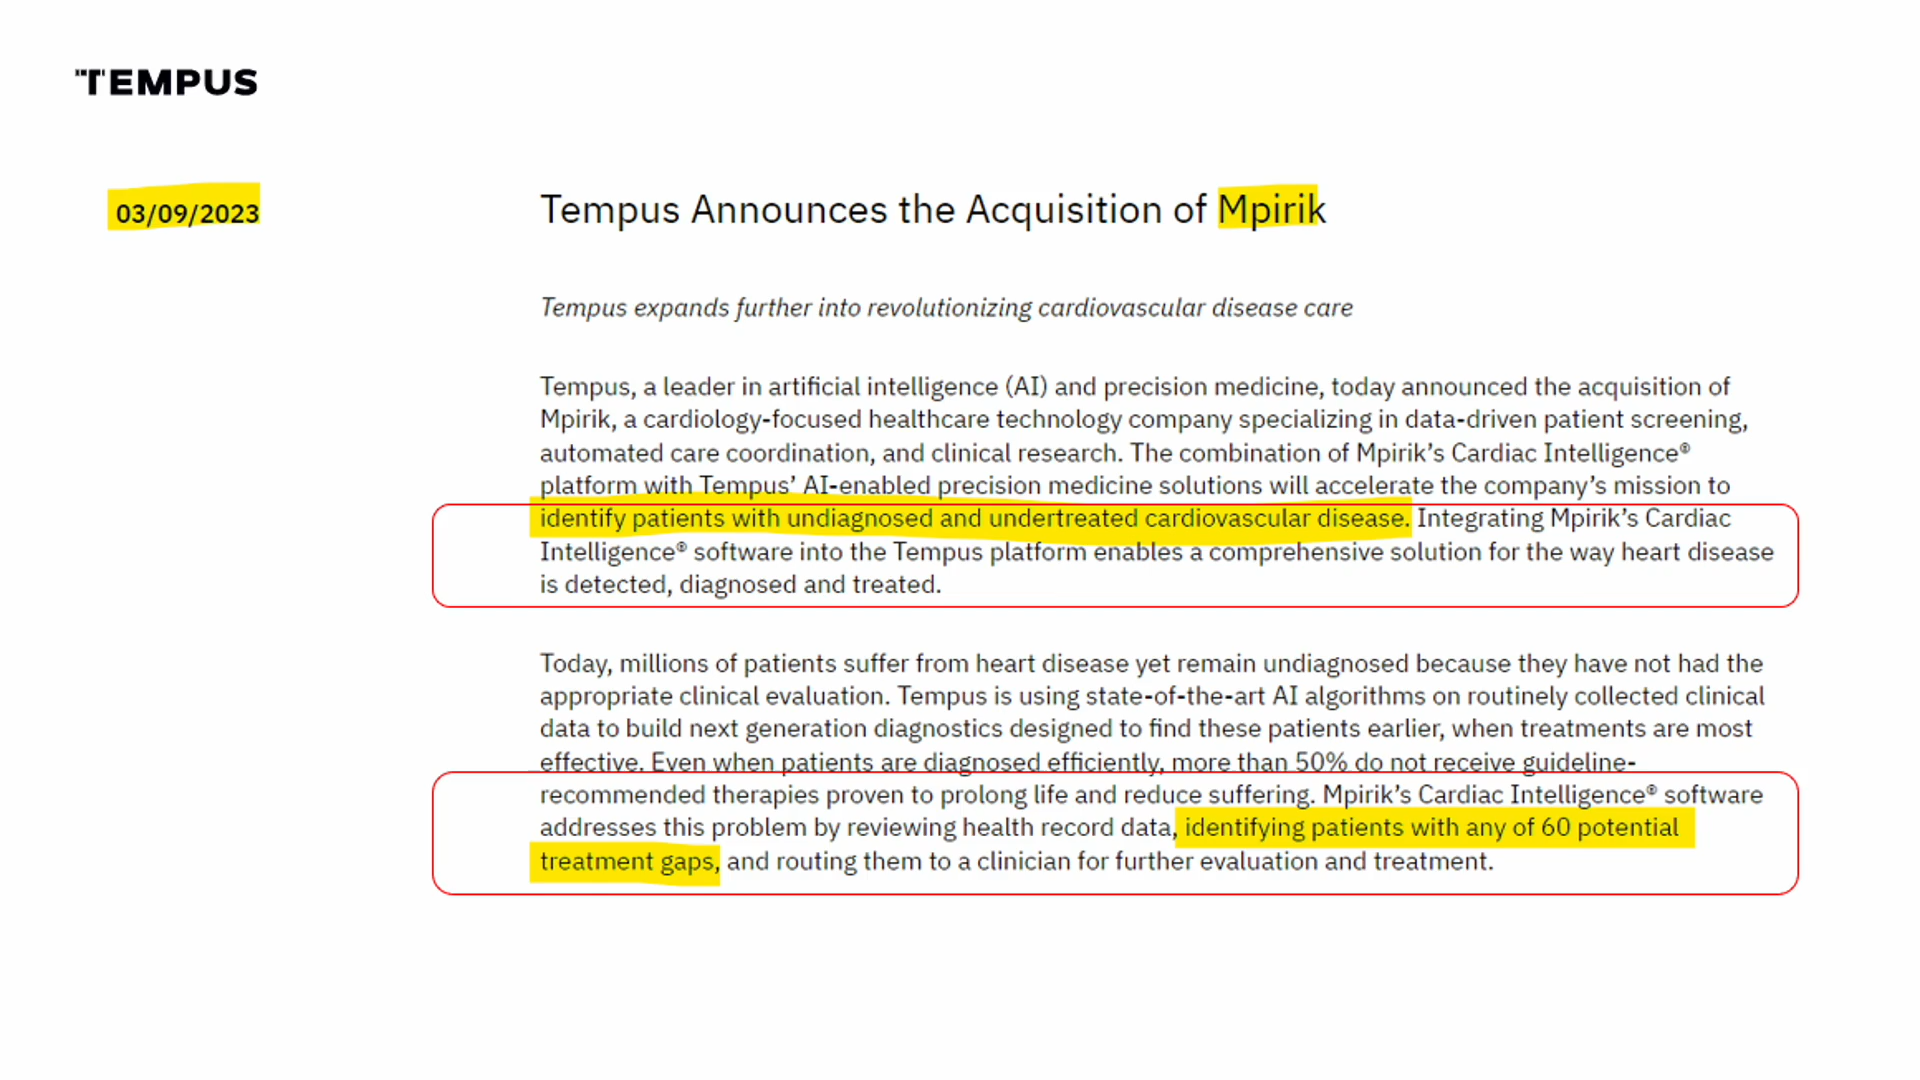 TEMPUS
03/09/2023
Tempus Announces the Acquisition of Mpirik
Tempus expands further into revolutionizing cardiovascular disease care
Tempus, a leader in artificial intelligence (AI) and precision medicine, today announced the acquisition of
Mpirik, a cardiology-focused healthcare technology company specializing in data-driven patient screening,
automated care coordination, and clinical research. The combination of Mpirik’s Cardiac Intelligence®
platform with Tempus’ AI-enabled precision medicine solutions will accelerate the company’s mission to
identify patients with undiagnosed and undertreated cardiovascular disease. Integrating Mpirik’s Cardiac
Intelligence® software into the Tempus platform enables a comprehensive solution for the way heart disease
is detected, diagnosed and treated.
Today, millions of patients suffer from heart disease yet remain undiagnosed because they have not had the
appropriate clinical evaluation. Tempus is using state-of-the-art AI algorithms on routinely collected clinical
data to build next generation diagnostics designed to find these patients earlier, when treatments are most
effective. Even when patients are diagnosed efficiently, more than 50% do not receive guideline-
recommended therapies proven to prolong life and reduce suffering. Mpirik’s Cardiac Intelligence® software
addresses this problem by reviewing health record data, identifying patients with any of 60 potential
treatment gaps, and routing them to a clinician for further evaluation and treatment.